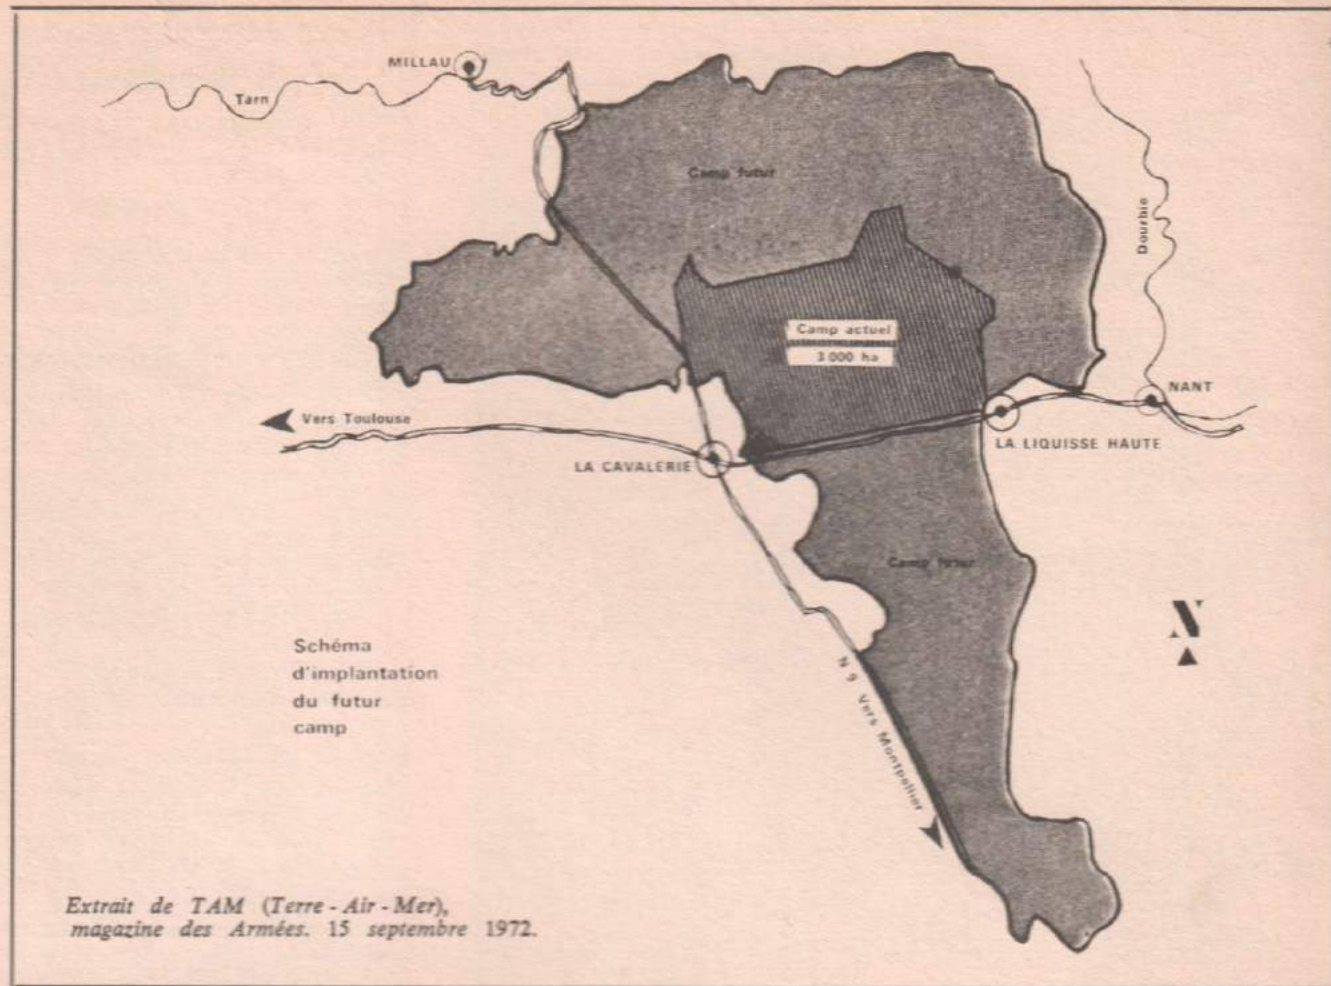 MILLAU
Tarn
Camp futur
Dourbie
Camp actuel
3 000 ha
NANT
Vers Toulouse
LA LIQUISSE HAUTE
LA CAVALERIE
Camp futur
N
Schéma
d'implantation
du futur
camp
N 9 Vers Montpellier
Extrait de TAM (Terre - Air - Mer),
magazine des Armées. 15 septembre 1972.